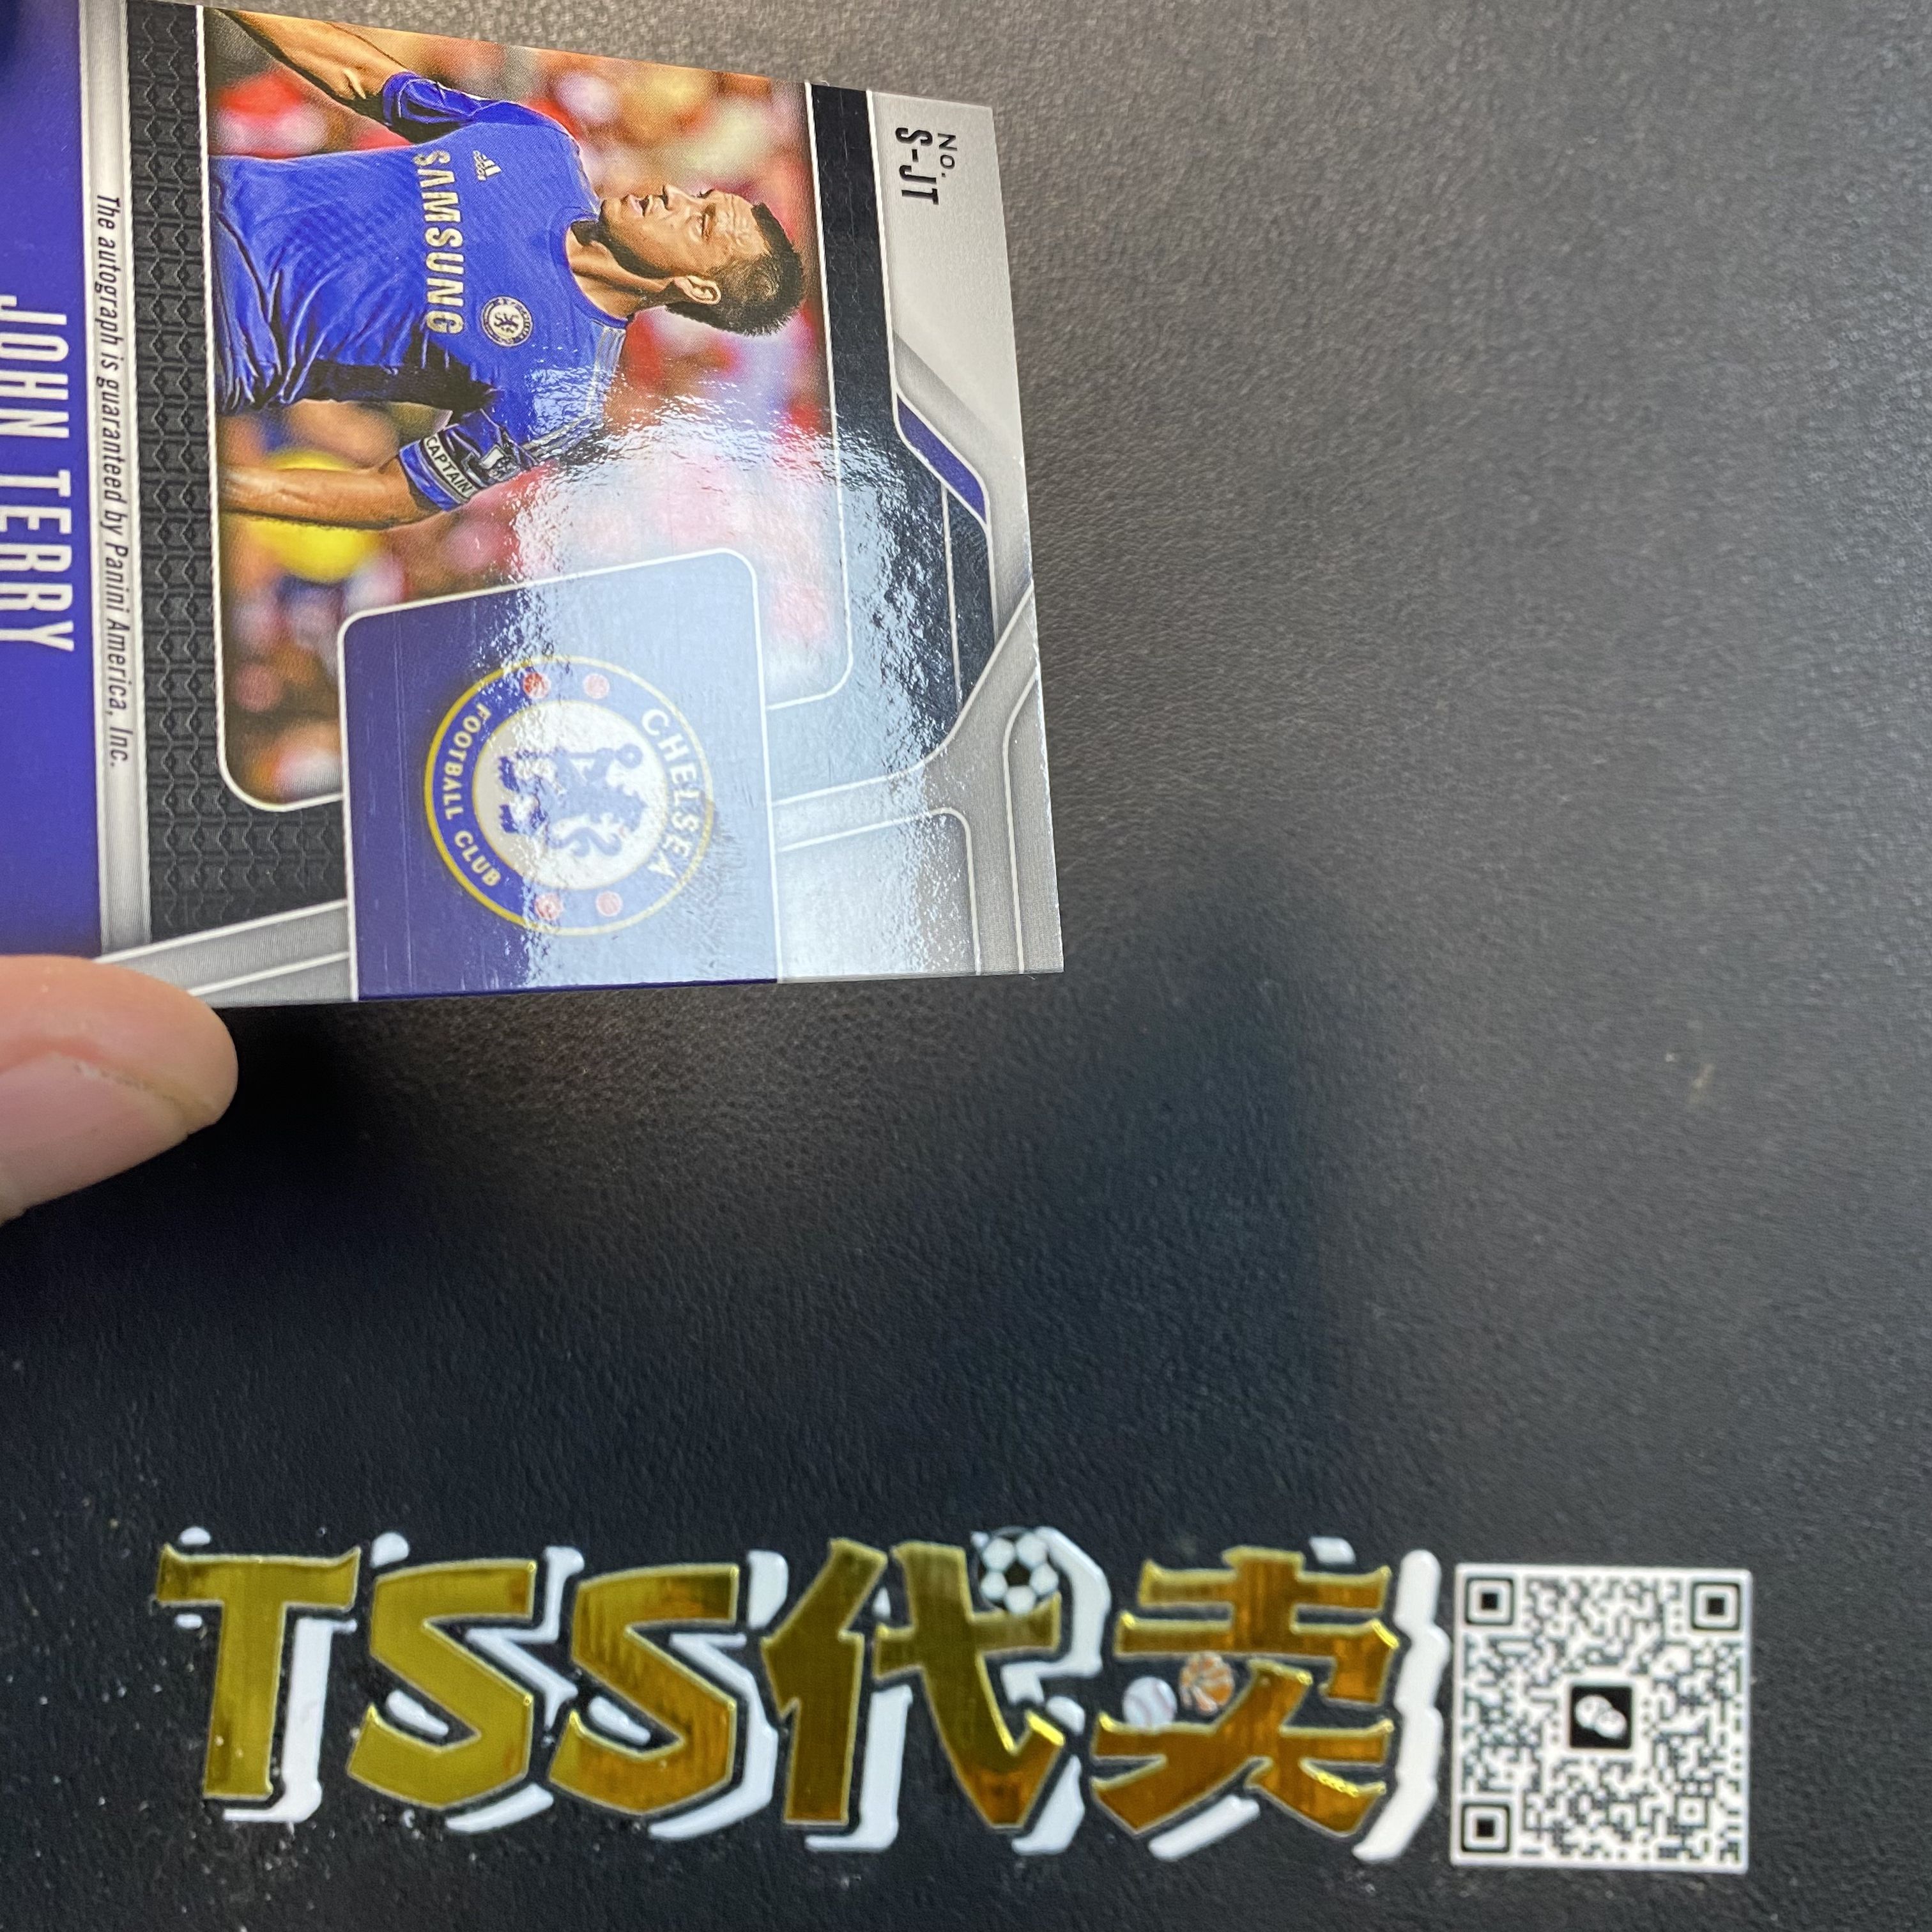 NO.
S-JT
adidas
SAMSUNG
CAPTAIN
CHELSEA
FOOTBALL CLUB
The autograph is guaranteed by Panini America, Inc.
JOHN TERRY
TSS代卖